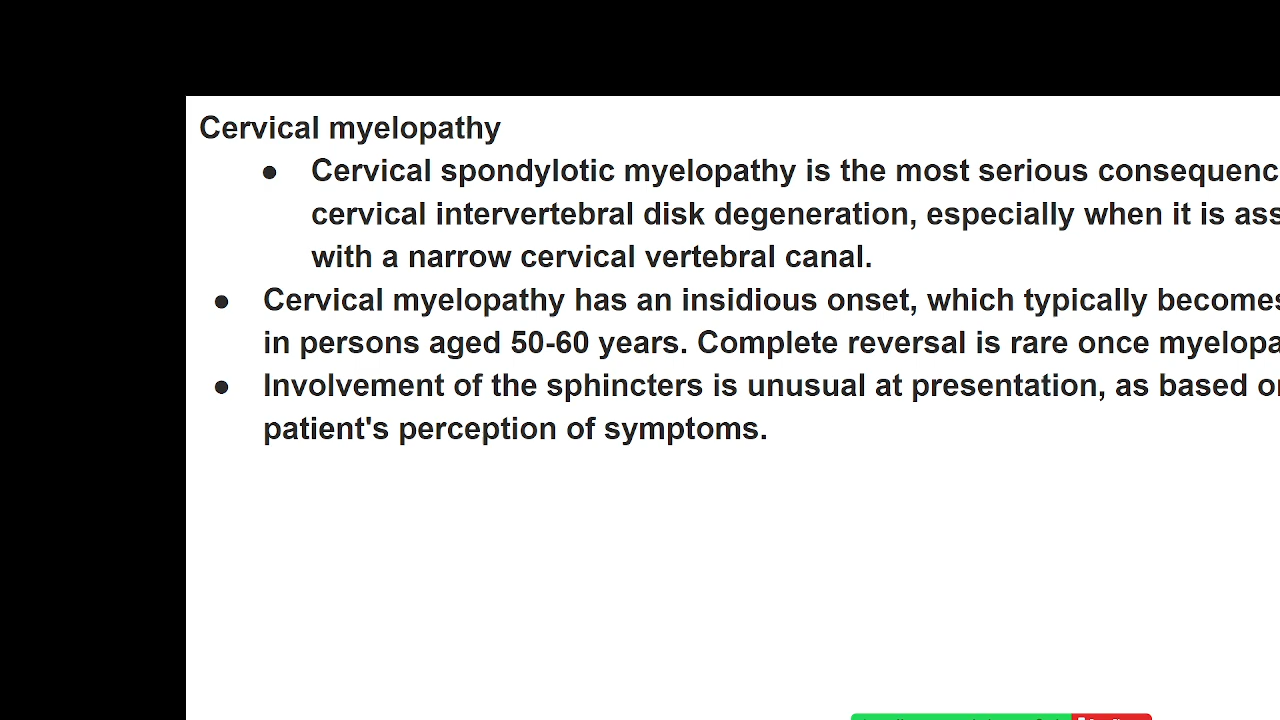 Cervical myelopathy
● Cervical spondylotic myelopathy is the most serious consequenc
cervical intervertebral disk degeneration, especially when it is ass
with a narrow cervical vertebral canal.
● Cervical myelopathy has an insidious onset, which typically becomes
in persons aged 50-60 years. Complete reversal is rare once myelopa
● Involvement of the sphincters is unusual at presentation, as based on
patient's perception of symptoms.